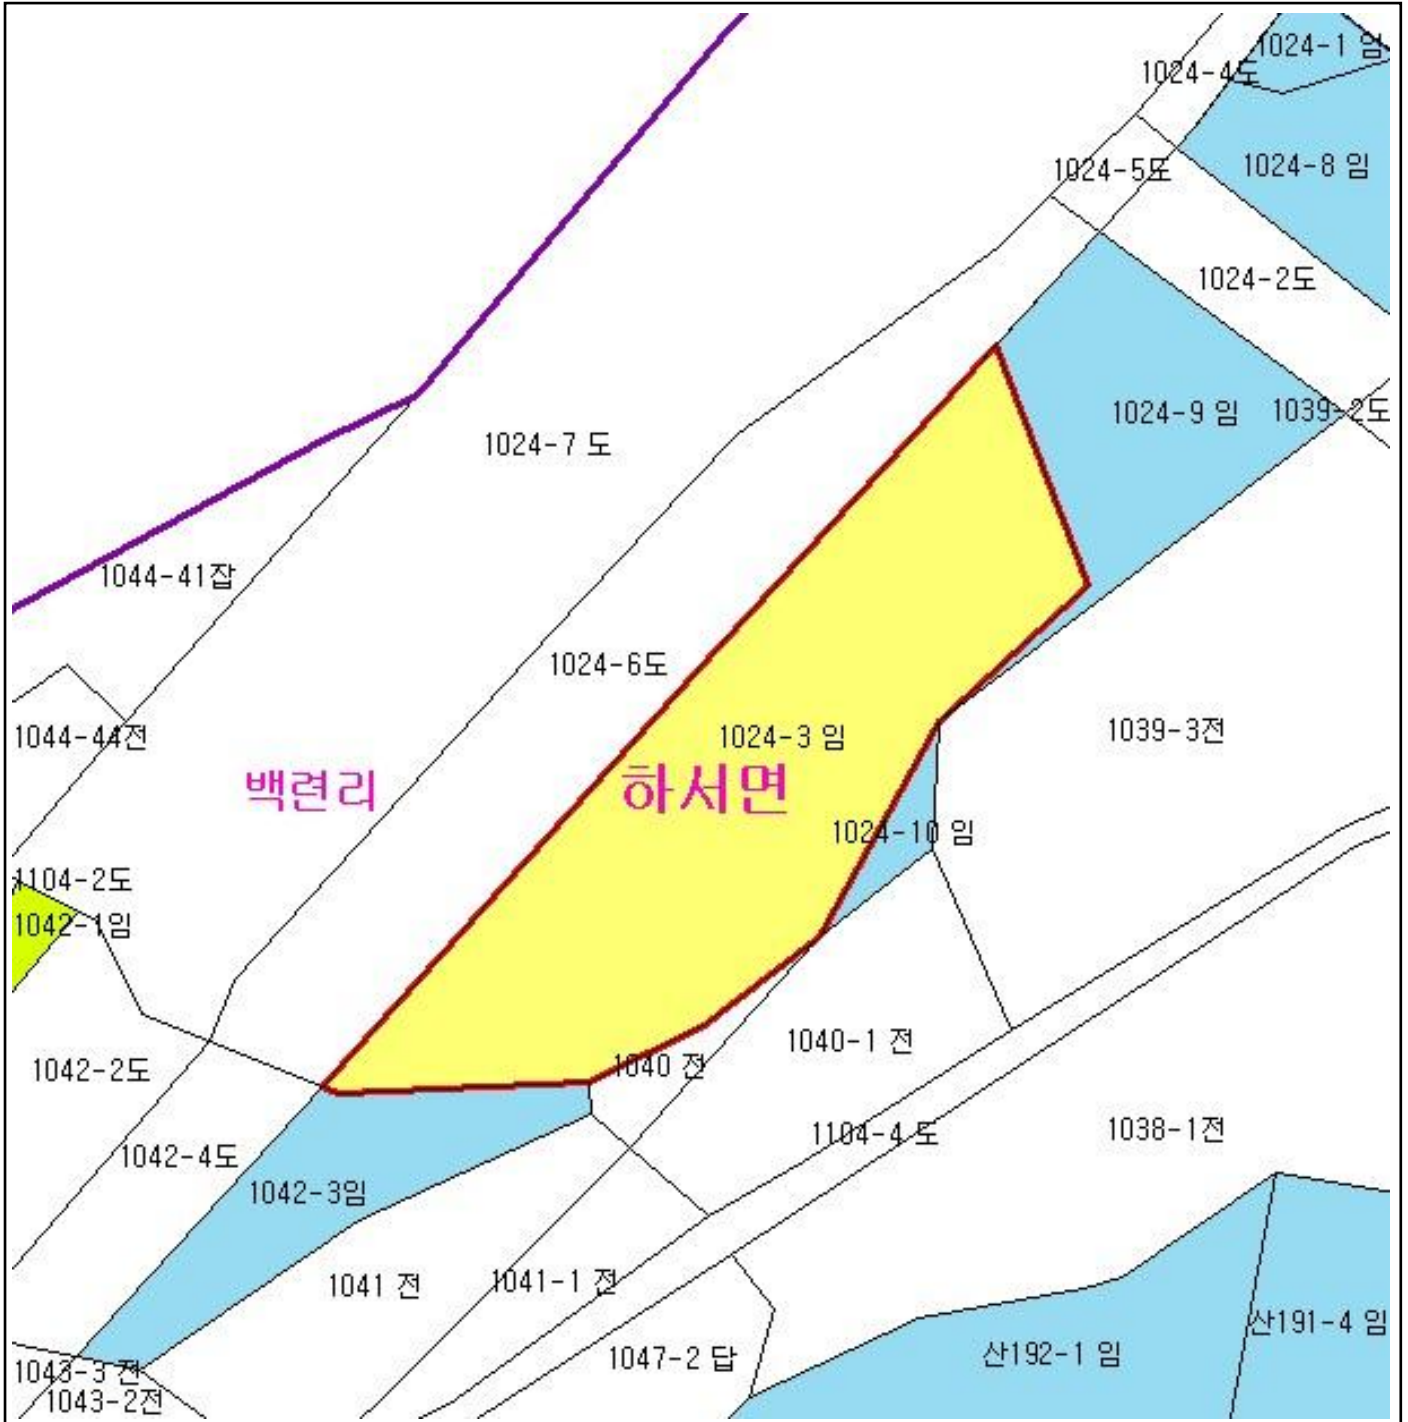 1024-1 임
1024-4도
1024-8 임
1024-5도
1024-2도
1024-9 임
1039-2도
1024-7 도
1044-41잡
1024-6도
1044-44전
1024-3 임
1039-3전
백련리
하서면
1024-10 임
1104-2도
1042-1임
1040-1 전
1040 전
1042-2도
1104-4 도
1038-1전
1042-4도
1042-3임
1041 전
1041-1 전
산191-4 임
산192-1 임
1047-2 답
1043-3 전
1043-2전